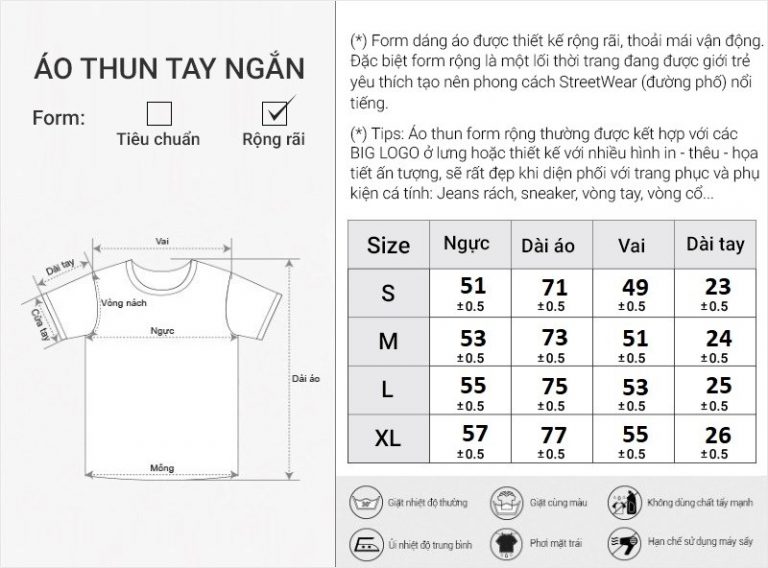 ÁO THUN TAY NGẮN
Form:
Tiêu chuẩn
Rộng rãi
Vai
Dài tay
Vòng nách
Cửa tay
Ngực
Dài áo
Mông
(*) Form dáng áo được thiết kế rộng rãi, thoải mái vận động.
Đặc biệt form rộng là một lối thời trang đang được giới trẻ
yêu thích tạo nên phong cách StreetWear (đường phố) nổi
tiếng.
(*) Tips: Áo thun form rộng thường được kết hợp với các
BIG LOGO ở lưng hoặc thiết kế với nhiều hình in - thêu - họa
tiết ấn tượng, sẽ rất đẹp khi diện phối với trang phục và phụ
kiện cá tính: Jeans rách, sneaker, vòng tay, vòng cổ...
Size Ngực Dài áo Vai Dài tay
S 51 71 49 23
±0.5 ±0.5 ±0.5 ±0.5
M 53 73 51 24
±0.5 ±0.5 ±0.5 ±0.5
L 55 75 53 25
±0.5 ±0.5 ±0.5 ±0.5
XL 57 77 55 26
±0.5 ±0.5 ±0.5 ±0.5
30° Giặt nhiệt độ thường Giặt cùng màu Không dùng chất tẩy mạnh
Ủi nhiệt độ trung bình Phơi mặt trái Hạn chế sử dụng máy sấy